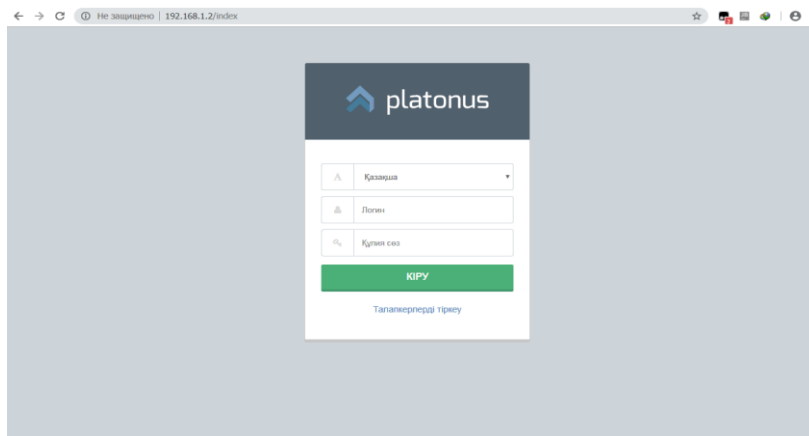 Не защищено | 192.168.1.2/index
platonus
Қазақша
Логин
Құпия сөз
КІРУ
Талапкерлерді тіркеу